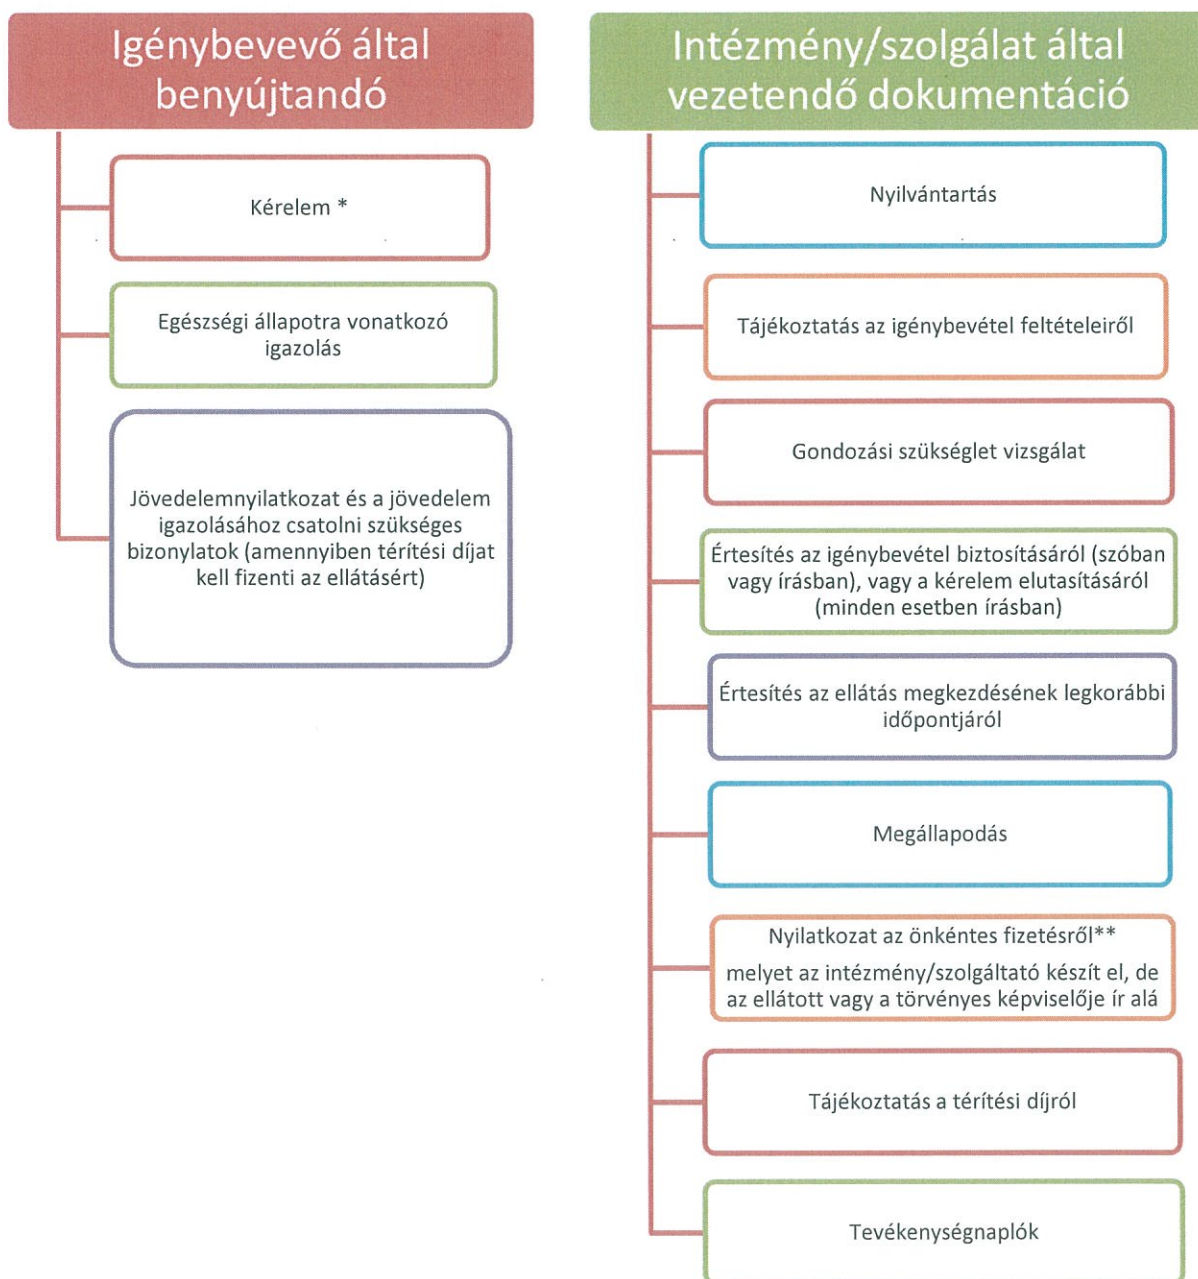 Igénybevevő által
benyújtandó
Kérelem *
Egészségi állapotra vonatkozó
igazolás
Jövedelemnyilatkozat és a jövedelem
igazolásához csatolni szükséges
bizonylatok (amennyiben térítési díjat
kell fizenti az ellátásért)
Intézmény/szolgálat által
vezetendő dokumentáció
Nyilvántartás
Tájékoztatás az igénybevétel feltételeiről
Gondozási szükséglet vizsgálat
Értesítés az igénybevétel biztosításáról (szóban
vagy írásban), vagy a kérelem elutasításáról
(minden esetben írásban)
Értesítés az ellátás megkezdésének legkorábbi
időpontjáról
Megállapodás
Nyilatkozat az önkéntes fizetésről**
melyet az intézmény/szolgáltató készít el, de
az ellátott vagy a törvényes képviselője ír alá
Tájékoztatás a térítési díjról
Tevékenységnaplók